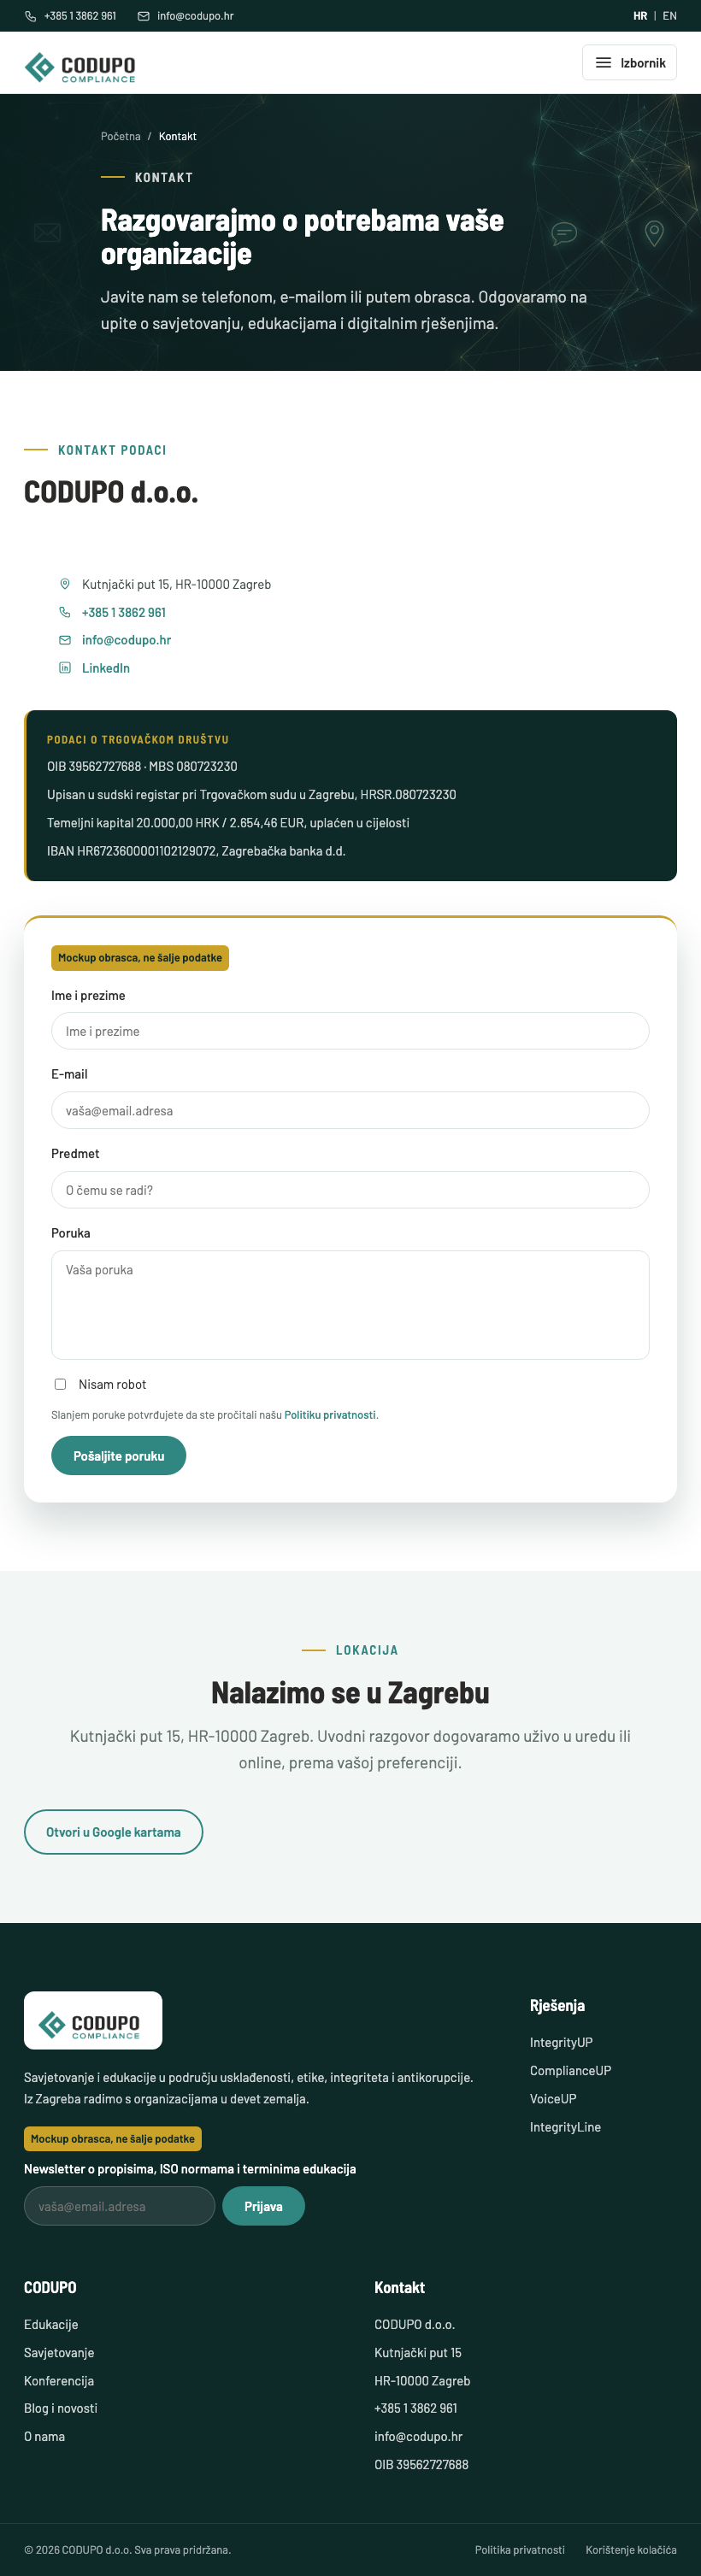 +385 1 3862 961 info@codupo.hr HR | EN
CODUPO
COMPLIANCE
Izbornik
Početna / Kontakt
KONTAKT
Razgovarajmo o potrebama vaše
organizacije
Javite nam se telefonom, e-mailom ili putem obrasca. Odgovaramo na
upite o savjetovanju, edukacijama i digitalnim rješenjima.
KONTAKT PODACI
CODUPO d.o.o.
Kutnjački put 15, HR-10000 Zagreb
+385 1 3862 961
info@codupo.hr
LinkedIn
PODACI O TRGOVAČKOM DRUŠTVU
OIB 39562727688 · MBS 080723230
Upisan u sudski registar pri Trgovačkom sudu u Zagrebu, HRSR.080723230
Temeljni kapital 20.000,00 HRK / 2.654,46 EUR, uplaćen u cijelosti
IBAN HR6723600001102129072, Zagrebačka banka d.d.
Mockup obrasca, ne šalje podatke
Ime i prezime
Ime i prezime
E-mail
vaša@email.adresa
Predmet
O čemu se radi?
Poruka
Vaša poruka
Nisam robot
Slanjem poruke potvrđujete da ste pročitali našu Politiku privatnosti.
Pošaljite poruku
LOKACIJA
Nalazimo se u Zagrebu
Kutnjački put 15, HR-10000 Zagreb. Uvodni razgovor dogovaramo uživo u uredu ili
online, prema vašoj preferenciji.
Otvori u Google kartama
CODUPO
COMPLIANCE
Savjetovanje i edukacije u području usklađenosti, etike, integriteta i antikorupcije.
Iz Zagreba radimo s organizacijama u devet zemalja.
Mockup obrasca, ne šalje podatke
Newsletter o propisima, ISO normama i terminima edukacija
vaša@email.adresa
Prijava
Rješenja
IntegrityUP
ComplianceUP
VoiceUP
IntegrityLine
CODUPO
Edukacije
Savjetovanje
Konferencija
Blog i novosti
O nama
Kontakt
CODUPO d.o.o.
Kutnjački put 15
HR-10000 Zagreb
+385 1 3862 961
info@codupo.hr
OIB 39562727688
© 2026 CODUPO d.o.o. Sva prava pridržana. Politika privatnosti Korištenje kolačića